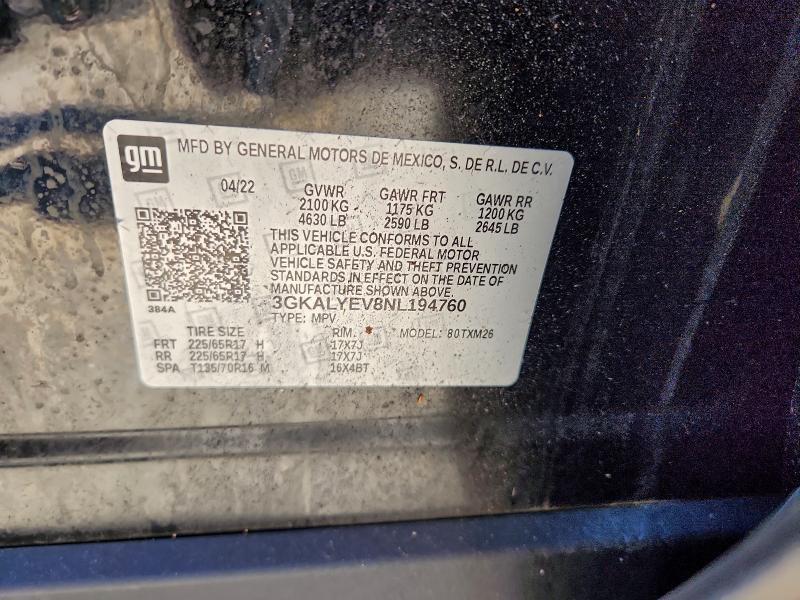 gm
MFD BY GENERAL MOTORS DE MEXICO, S. DE R.L. DE C.V.
04/22 GVWR GAWR FRT GAWR RR
2100 KG 1175 KG 1200 KG
4630 LB 2590 LB 2645 LB
THIS VEHICLE CONFORMS TO ALL
APPLICABLE U.S. FEDERAL MOTOR
VEHICLE SAFETY AND THEFT PREVENTION
STANDARDS IN EFFECT ON THE DATE OF
MANUFACTURE SHOWN ABOVE.
384A
3GKALYEV8NL194760
TYPE: MPV
TIRE SIZE RIM MODEL: 80TXM26
FRT 225/65R17 H 17X7J
RR 225/65R17 H 17X7J
SPA T135/70R16 M 16X4BT